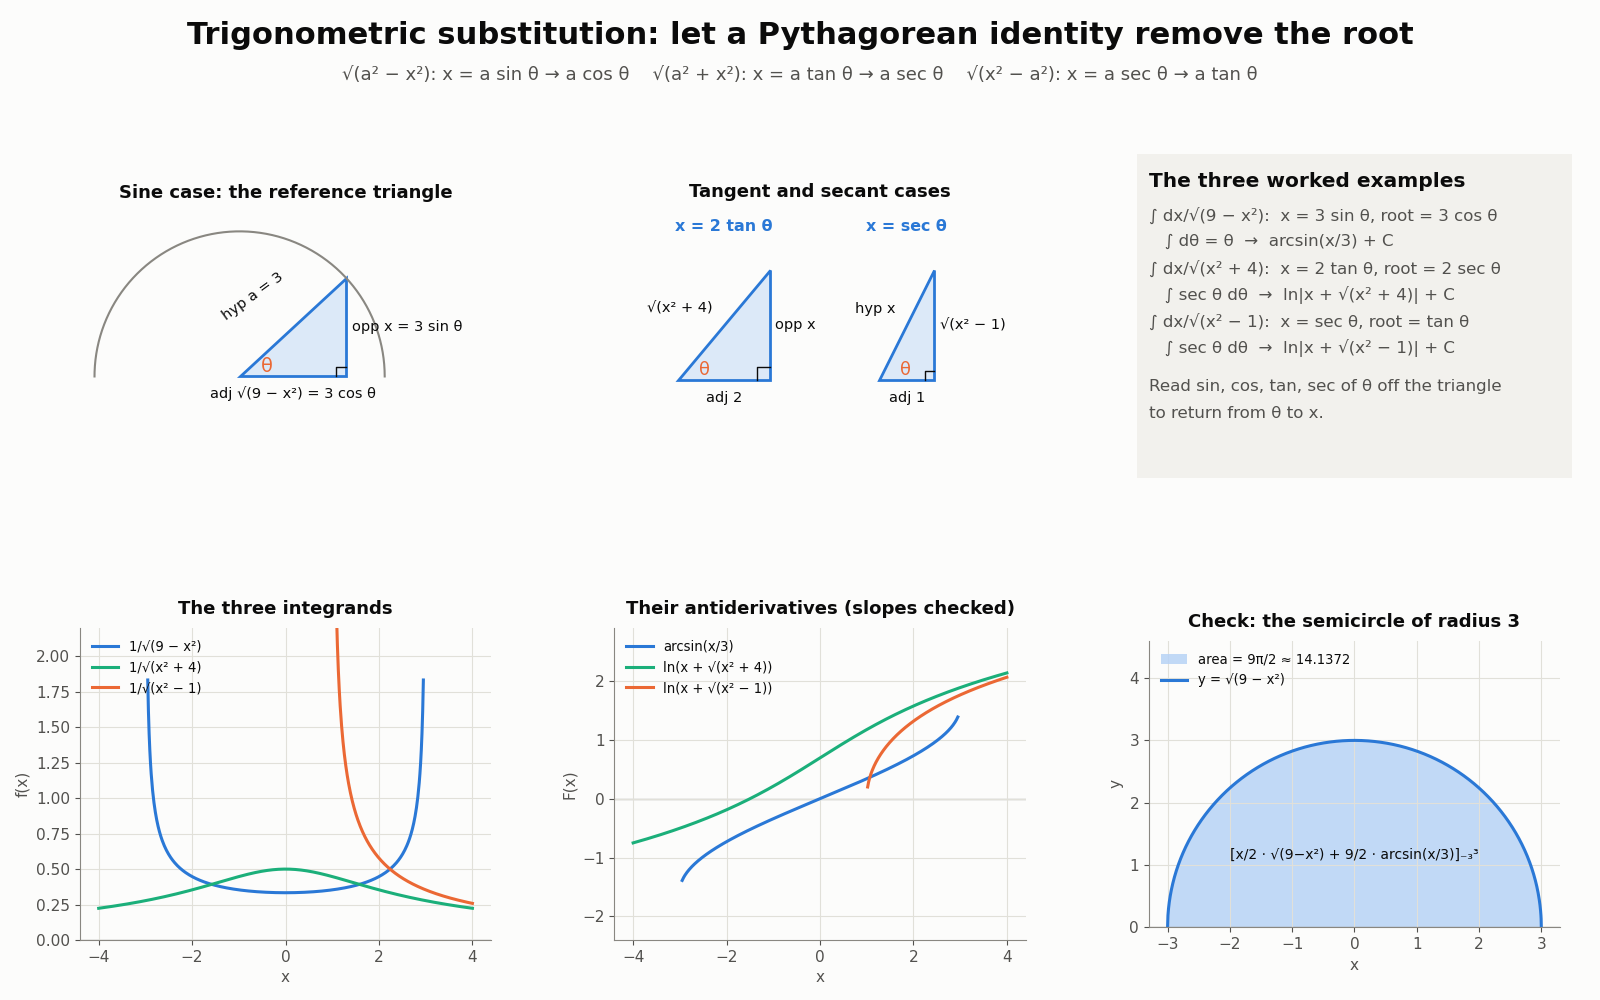 Trigonometric substitution: let a Pythagorean identity remove the root
√(a² − x²): x = a sin θ → a cos θ    √(a² + x²): x = a tan θ → a sec θ    √(x² − a²): x = a sec θ → a tan θ
Sine case: the reference triangle
hyp a = 3
opp x = 3 sin θ
θ
adj √(9 − x²) = 3 cos θ
Tangent and secant cases
x = 2 tan θ
x = sec θ
√(x² + 4)
opp x
θ
adj 2
hyp x
√(x² − 1)
θ
adj 1
The three worked examples
∫ dx/√(9 − x²):  x = 3 sin θ, root = 3 cos θ
∫ dθ = θ  →  arcsin(x/3) + C
∫ dx/√(x² + 4):  x = 2 tan θ, root = 2 sec θ
∫ sec θ dθ  →  ln|x + √(x² + 4)| + C
∫ dx/√(x² − 1):  x = sec θ, root = tan θ
∫ sec θ dθ  →  ln|x + √(x² − 1)| + C
Read sin, cos, tan, sec of θ off the triangle
to return from θ to x.
The three integrands
1/√(9 − x²)
1/√(x² + 4)
1/√(x² − 1)
2.00
1.75
1.50
1.25
1.00
0.75
0.50
0.25
0.00
f(x)
−4 −2 0 2 4
x
Their antiderivatives (slopes checked)
arcsin(x/3)
ln(x + √(x² + 4))
ln(x + √(x² − 1))
2
1
0
−1
−2
F(x)
−4 −2 0 2 4
x
Check: the semicircle of radius 3
area = 9π/2 ≈ 14.1372
y = √(9 − x²)
4
3
2
1
0
y
[x/2 · √(9−x²) + 9/2 · arcsin(x/3)]₋₃³
−3 −2 −1 0 1 2 3
x